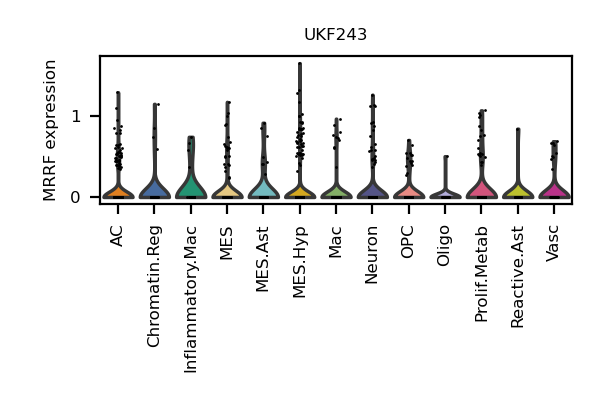 UKF243
MRRF expression
1
0
AC
Chromatin.Reg
Inflammatory.Mac
MES
MES.Ast
MES.Hyp
Mac
Neuron
OPC
Oligo
Prolif.Metab
Reactive.Ast
Vasc